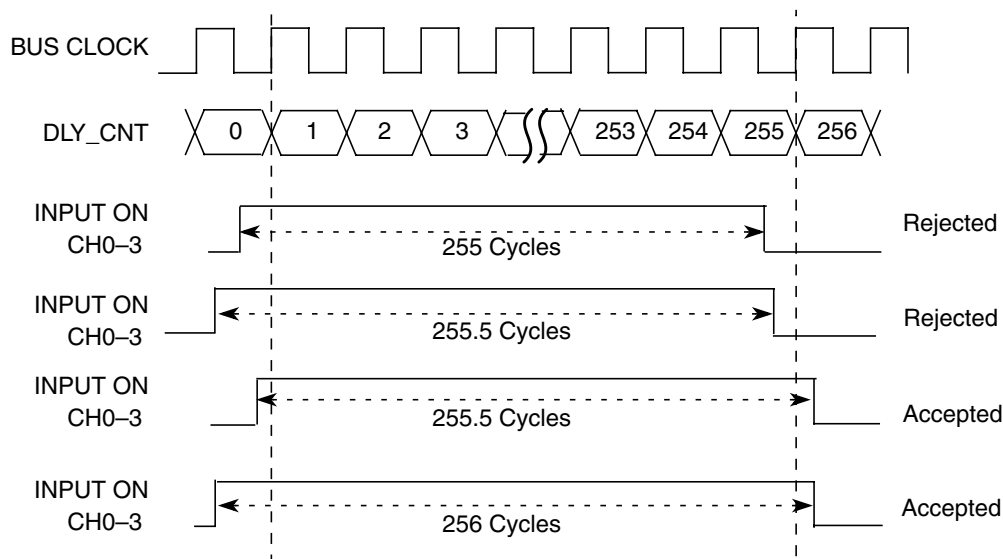 BUS CLOCK
DLY_CNT
0 1 2 3 253 254 255 256
INPUT ON
CH0–3
255 Cycles
Rejected
INPUT ON
CH0–3
255.5 Cycles
Rejected
INPUT ON
CH0–3
255.5 Cycles
Accepted
INPUT ON
CH0–3
256 Cycles
Accepted